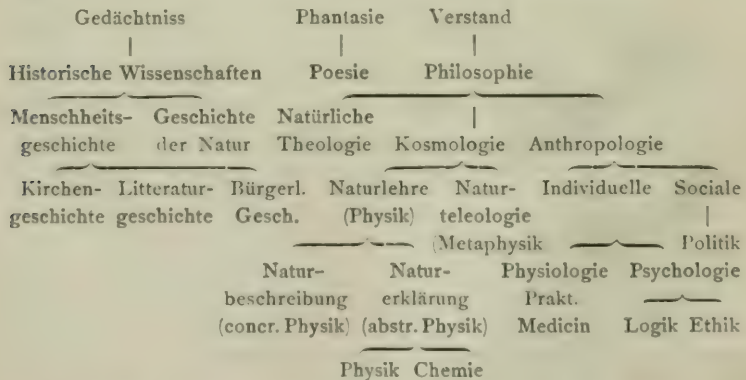 Gedächtniss Phantasie Verstand
Historische Wissenschaften Poesie Philosophie
Menschheits- Geschichte Natürliche
geschichte der Natur Theologie Kosmologie Anthropologie
Kirchen- Litteratur- Bürgerl. Naturlehre Natur- Individuelle Sociale
geschichte geschichte Gesch. (Physik) teleologie
(Metaphysik Politik
Natur- Natur- Physiologie Psychologie
beschreibung erklärung Prakt.
(concr. Physik) (abstr. Physik) Medicin Logik Ethik
Physik Chemie